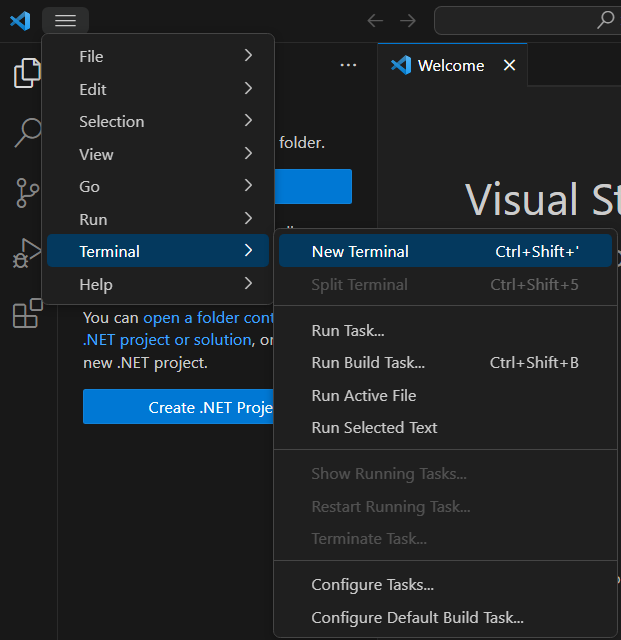 Welcome
File
Edit
Selection
View
Go
Run
Terminal
Help
folder.
Visual St
New Terminal Ctrl+Shift+'
Split Terminal Ctrl+Shift+5
Run Task...
Run Build Task... Ctrl+Shift+B
Run Active File
Run Selected Text
Show Running Tasks...
Restart Running Task...
Terminate Task...
Configure Tasks...
Configure Default Build Task...
You can open a folder cont
.NET project or solution, or
new .NET project.
Create .NET Proje